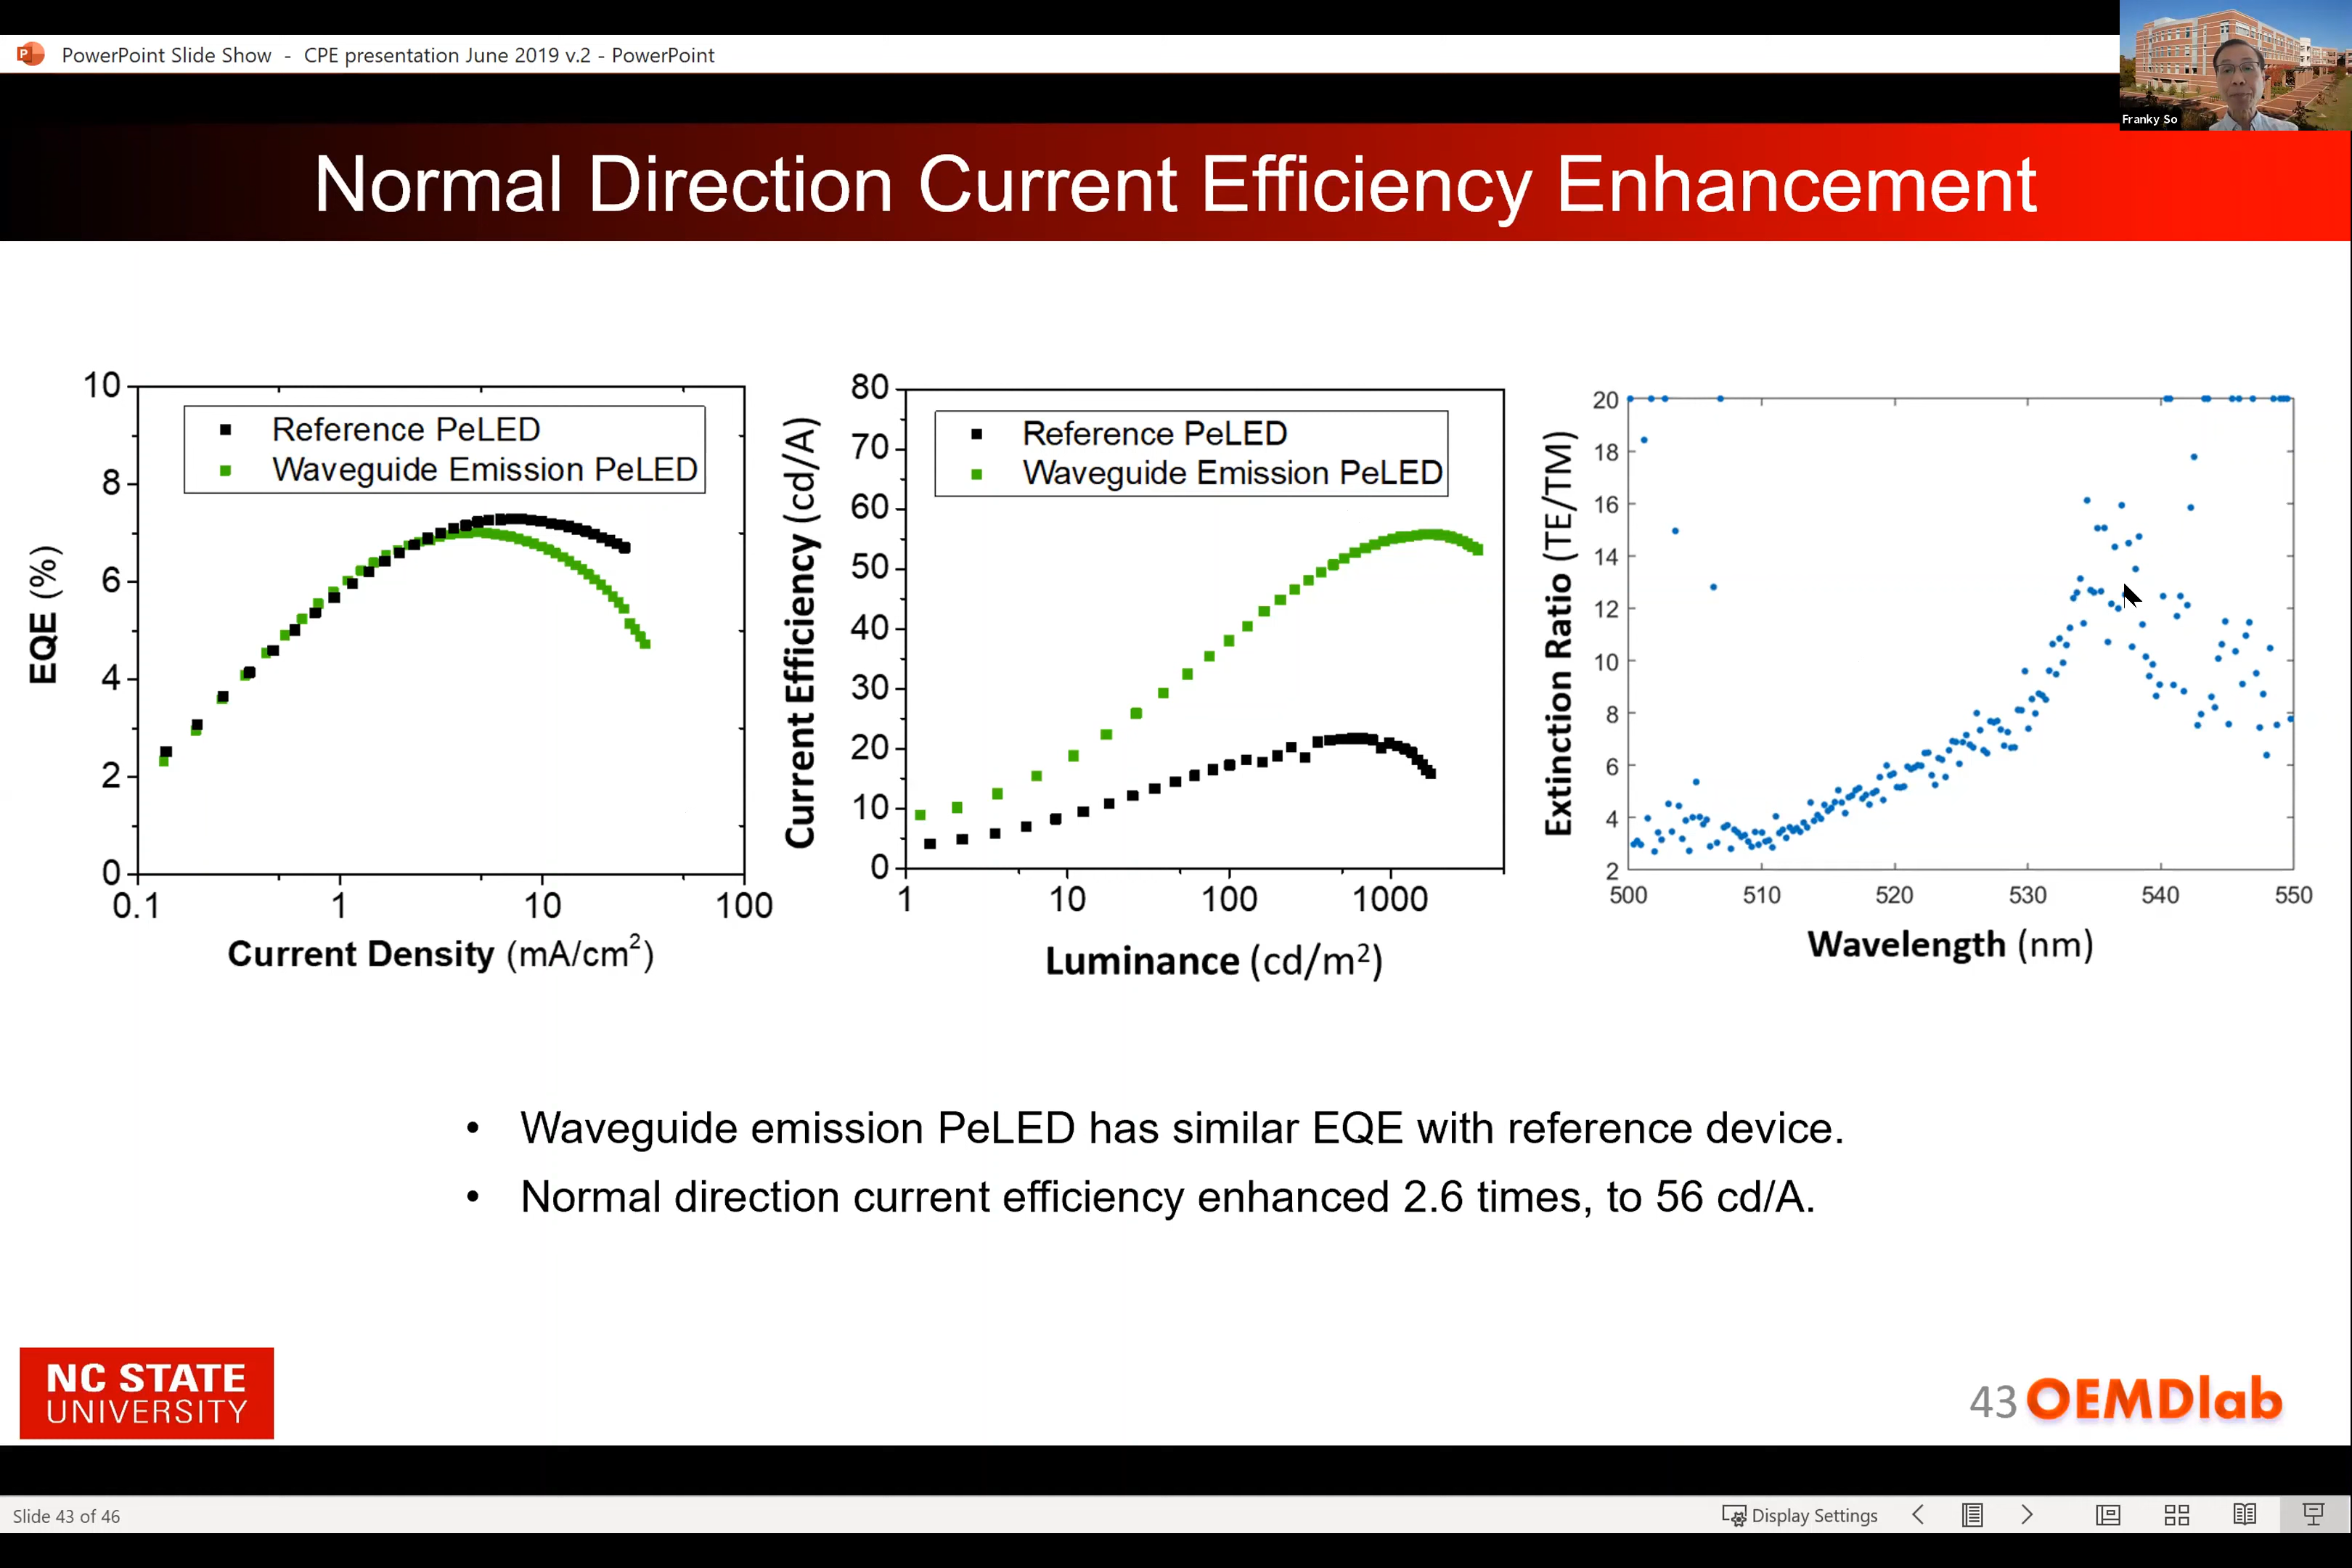 PowerPoint Slide Show - CPE presentation June 2019 v.2 - PowerPoint
Franky So
Normal Direction Current Efficiency Enhancement
EQE (%)
10
8
6
4
2
0
Reference PeLED
Waveguide Emission PeLED
0.1
1
10
100
Current Density (mA/cm²)
Current Efficiency (cd/A)
80
70
60
50
40
30
20
10
0
Reference PeLED
Waveguide Emission PeLED
1
10
100
1000
Luminance (cd/m²)
Extinction Ratio (TE/TM)
20
18
16
14
12
10
8
6
4
2
500
510
520
530
540
550
Wavelength (nm)
• Waveguide emission PeLED has similar EQE with reference device.
• Normal direction current efficiency enhanced 2.6 times, to 56 cd/A.
NC STATE
UNIVERSITY
43 OEMDlab
Slide 43 of 46
Display Settings